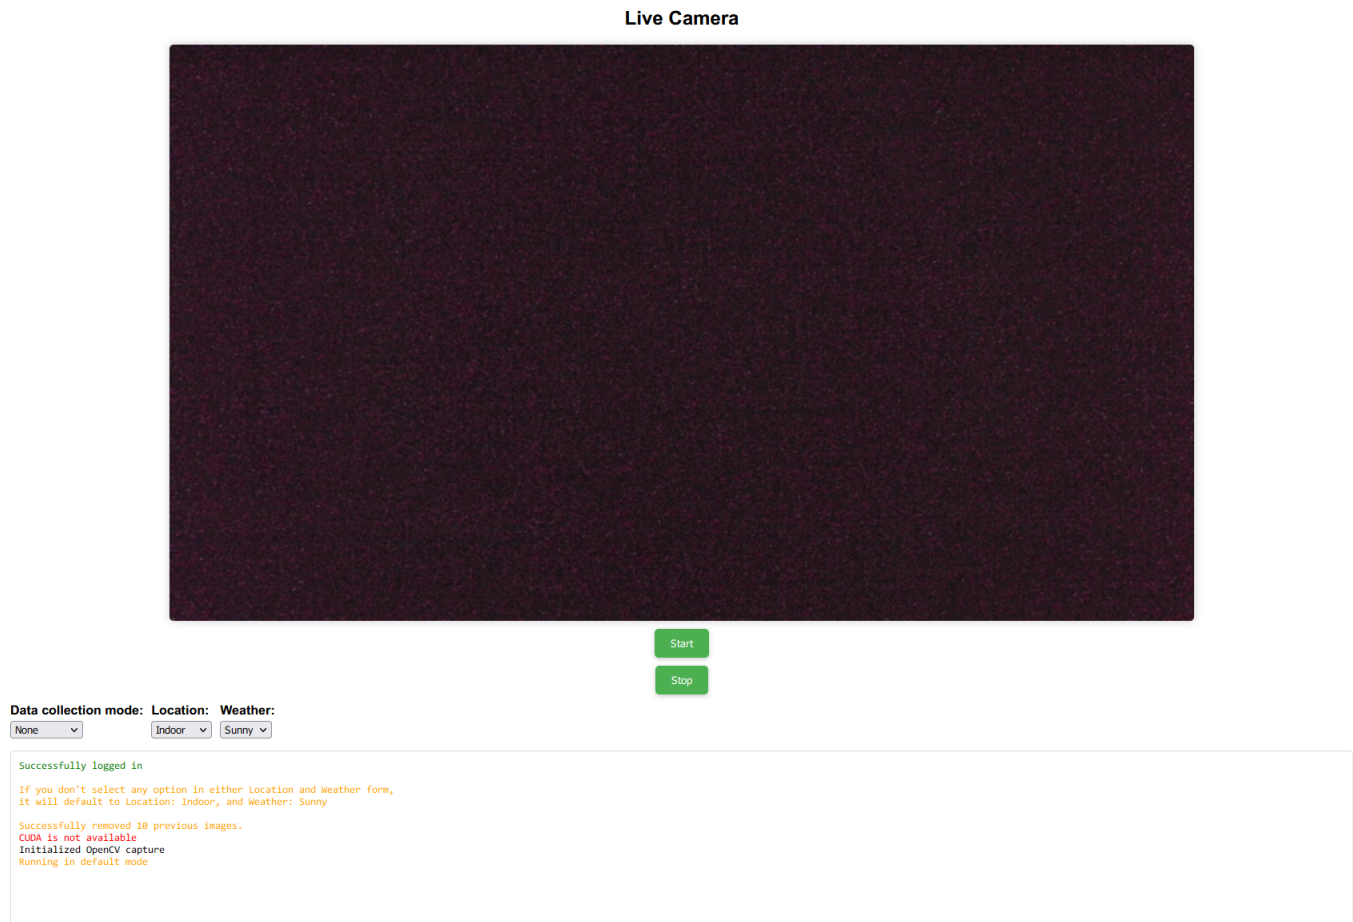 Live Camera
Start
Stop
Data collection mode: Location: Weather:
None Indoor Sunny
Successfully logged in
If you don't select any option in either Location and Weather form,
it will default to Location: Indoor, and Weather: Sunny
Successfully removed 10 previous images.
CUDA is not available
Initialized OpenCV capture
Running in default mode